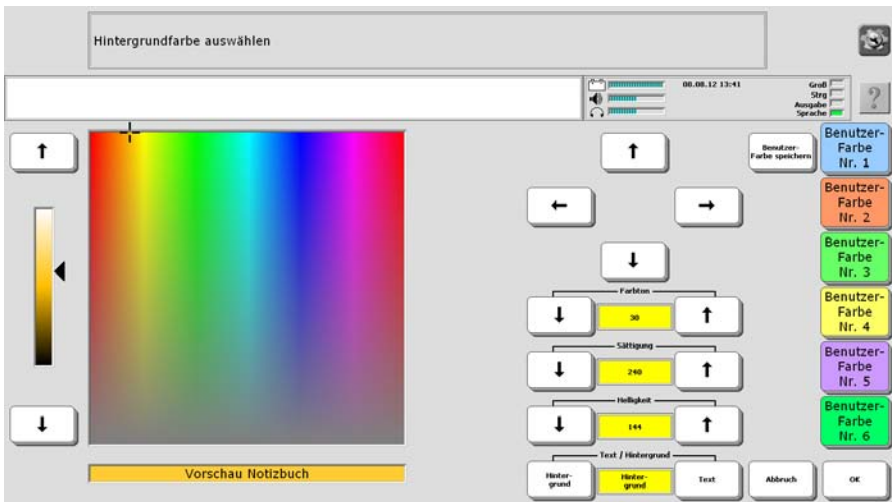 Hintergrundfarbe auswählen
08.08.12 13:41
Groß
Strg
Ausgabe
Sprache
?
Benutzer-
Farbe speichern
Benutzer-
Farbe
Nr. 1
Benutzer-
Farbe
Nr. 2
Benutzer-
Farbe
Nr. 3
Farbton
30
Benutzer-
Farbe
Nr. 4
Sättigung
240
Benutzer-
Farbe
Nr. 5
Helligkeit
144
Benutzer-
Farbe
Nr. 6
Text / Hintergrund
Vorschau Notizbuch
Hinter-
grund
Hinter-
grund
Text
Abbruch
OK